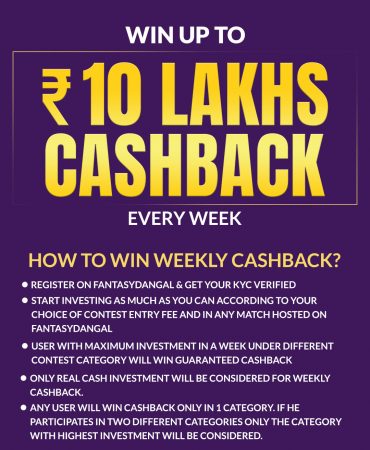 WIN UP TO
₹ 10 LAKHS
CASHBACK
EVERY WEEK
HOW TO WIN WEEKLY CASHBACK?
● REGISTER ON FANTASYDANGAL & GET YOUR KYC VERIFIED
● START INVESTING AS MUCH AS YOU CAN ACCORDING TO YOUR
CHOICE OF CONTEST ENTRY FEE AND IN ANY MATCH HOSTED ON
FANTASYDANGAL
● USER WITH MAXIMUM INVESTMENT IN A WEEK UNDER DIFFERENT
CONTEST CATEGORY WILL WIN GUARANTEED CASHBACK
● ONLY REAL CASH INVESTMENT WILL BE CONSIDERED FOR WEEKLY
CASHBACK.
● ANY USER WILL WIN CASHBACK ONLY IN 1 CATEGORY. IF HE
PARTICIPATES IN TWO DIFFERENT CATEGORIES ONLY THE CATEGORY
WITH HIGHEST INVESTMENT WILL BE CONSIDERED.